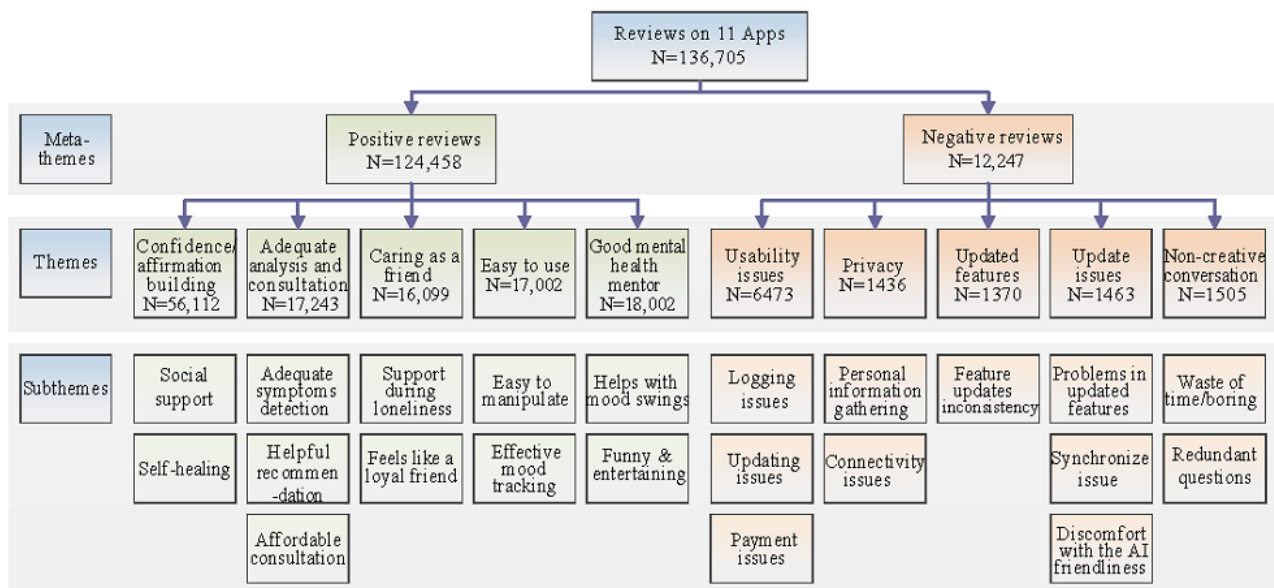 Reviews on 11 Apps
N=136,705
Meta-
themes
Positive reviews
N=124,458
Negative reviews
N=12,247
Themes
Confidence/
affirmation
building
N=56,112
Adequate
analysis and
consultation
N=17,243
Caring as a
friend
N=16,099
Easy to use
N=17,002
Good mental
health
mentor
N=18,002
Usability
issues
N=6473
Privacy
N=1436
Updated
features
N=1370
Update
issues
N=1463
Non-creative
conversation
N=1505
Subthemes
Social
support
Adequate
symptoms
detection
Support
during
loneliness
Easy to
manipulate
Helps with
mood swings
Logging
issues
Personal
information
gathering
Feature
updates
inconsistency
Problems in
updated
features
Waste of
time/boring
Self-healing
Helpful
recommen
-dation
Feels like a
loyal friend
Effective
mood
tracking
Funny &
entertaining
Updating
issues
Connectivity
issues
Synchronize
issue
Redundant
questions
Affordable
consultation
Payment
issues
Discomfort
with the AI
friendliness